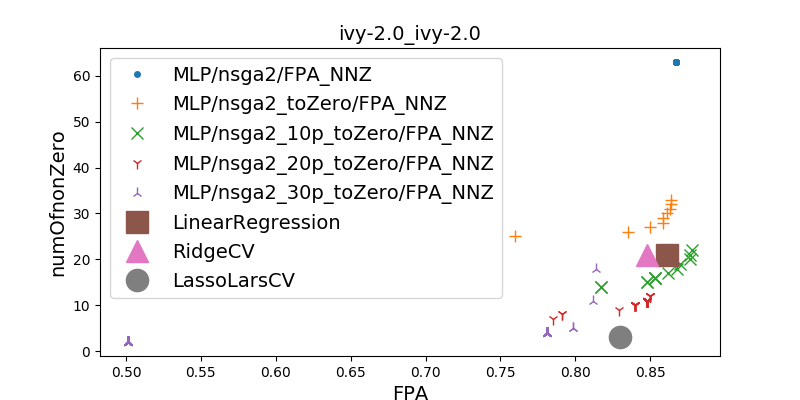 ivy-2.0_ivy-2.0
numOfnonZero
60
50
40
30
20
10
0
MLP/nsga2/FPA_NNZ
MLP/nsga2_toZero/FPA_NNZ
MLP/nsga2_10p_toZero/FPA_NNZ
MLP/nsga2_20p_toZero/FPA_NNZ
MLP/nsga2_30p_toZero/FPA_NNZ
LinearRegression
RidgeCV
LassoLarsCV
0.50 0.55 0.60 0.65 0.70 0.75 0.80 0.85
FPA